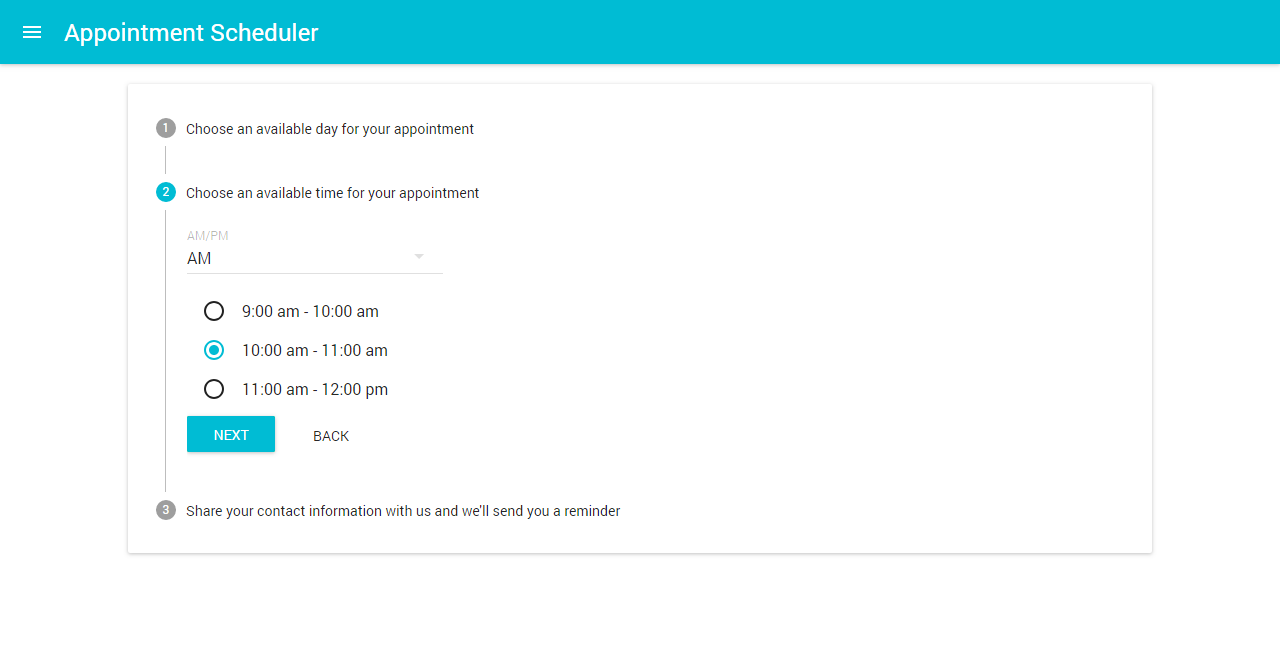 Appointment Scheduler
1 Choose an available day for your appointment
2 Choose an available time for your appointment
AM/PM
AM
9:00 am - 10:00 am
10:00 am - 11:00 am
11:00 am - 12:00 pm
NEXT BACK
3 Share your contact information with us and we'll send you a reminder